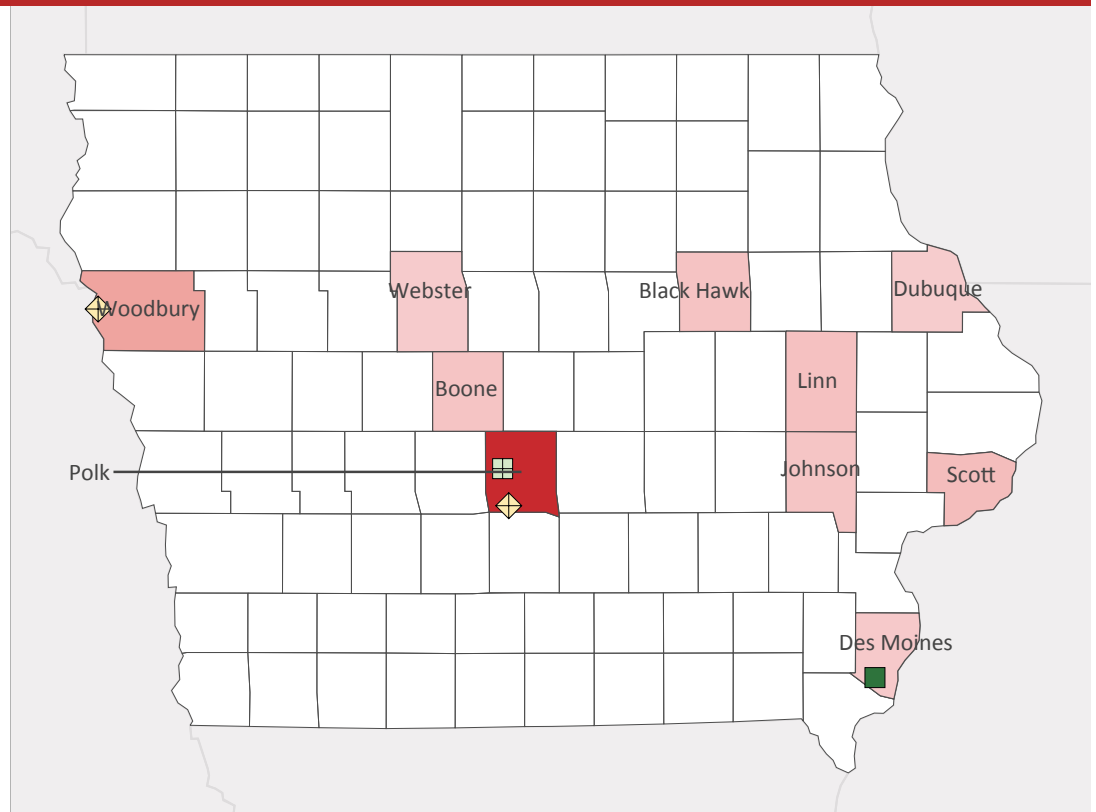 Webster
Black Hawk
Dubuque
Woodbury
Linn
Boone
Johnson
Polk
Scott
Des Moines